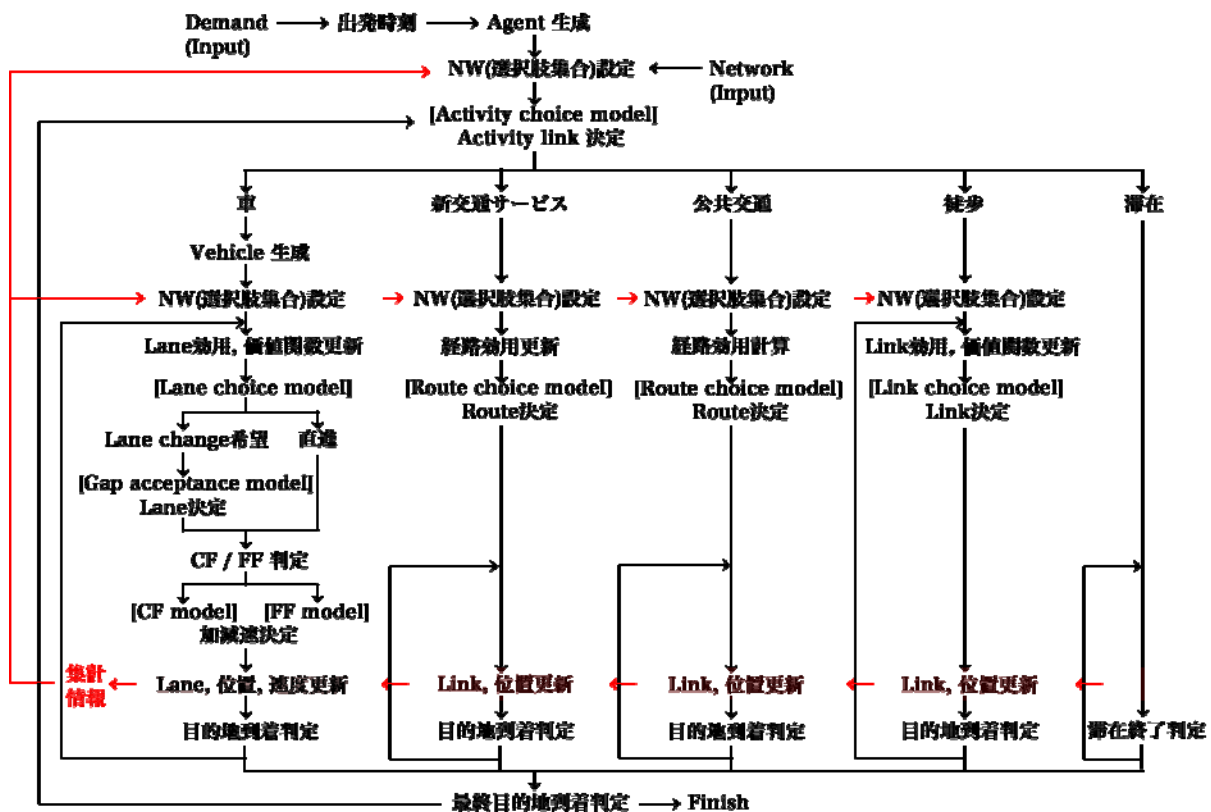 Demand
(Input)
出発時刻
Agent 生成
NW(選択肢集合)設定
Network
(Input)
[Activity choice model]
Activity link 決定
車
新交通サービス
公共交通
徒歩
滞在
Vehicle 生成
NW(選択肢集合)設定
NW(選択肢集合)設定
NW(選択肢集合)設定
NW(選択肢集合)設定
Lane効用, 価値関数更新
経路効用更新
経路効用計算
Link効用, 価値関数更新
[Lane choice model]
[Route choice model]
Route決定
[Route choice model]
Route決定
[Link choice model]
Link決定
Lane change希望
直進
[Gap acceptance model]
Lane決定
CF / FF 判定
[CF model]
[FF model]
加減速決定
集計
情報
Lane, 位置, 速度更新
Link, 位置更新
Link, 位置更新
Link, 位置更新
目的地到着判定
目的地到着判定
目的地到着判定
目的地到着判定
滞在終了判定
最終目的地到着判定
Finish